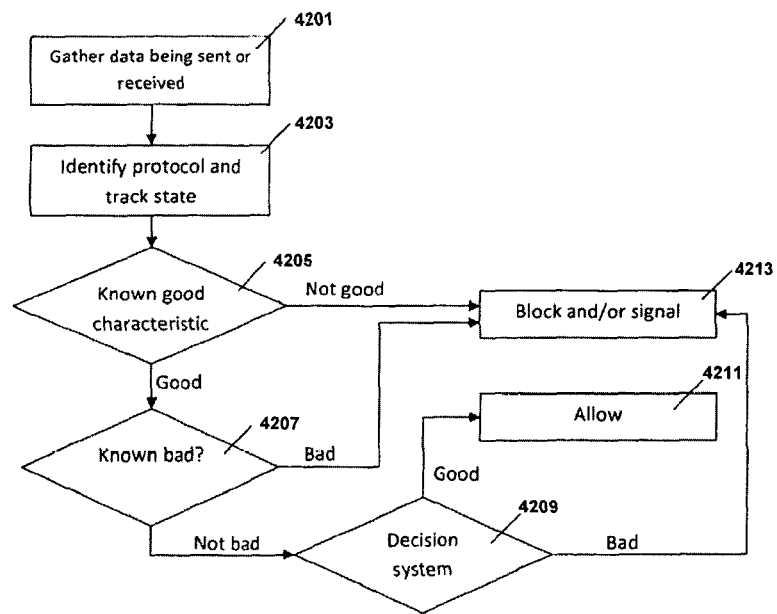 4201
Gather data being sent or
received
4203
Identify protocol and
track state
4205
Known good
characteristic
Not good
4213
Block and/or signal
Good
4211
Allow
4207
Known bad?
Bad
Good
4209
Not bad
Decision
system
Bad